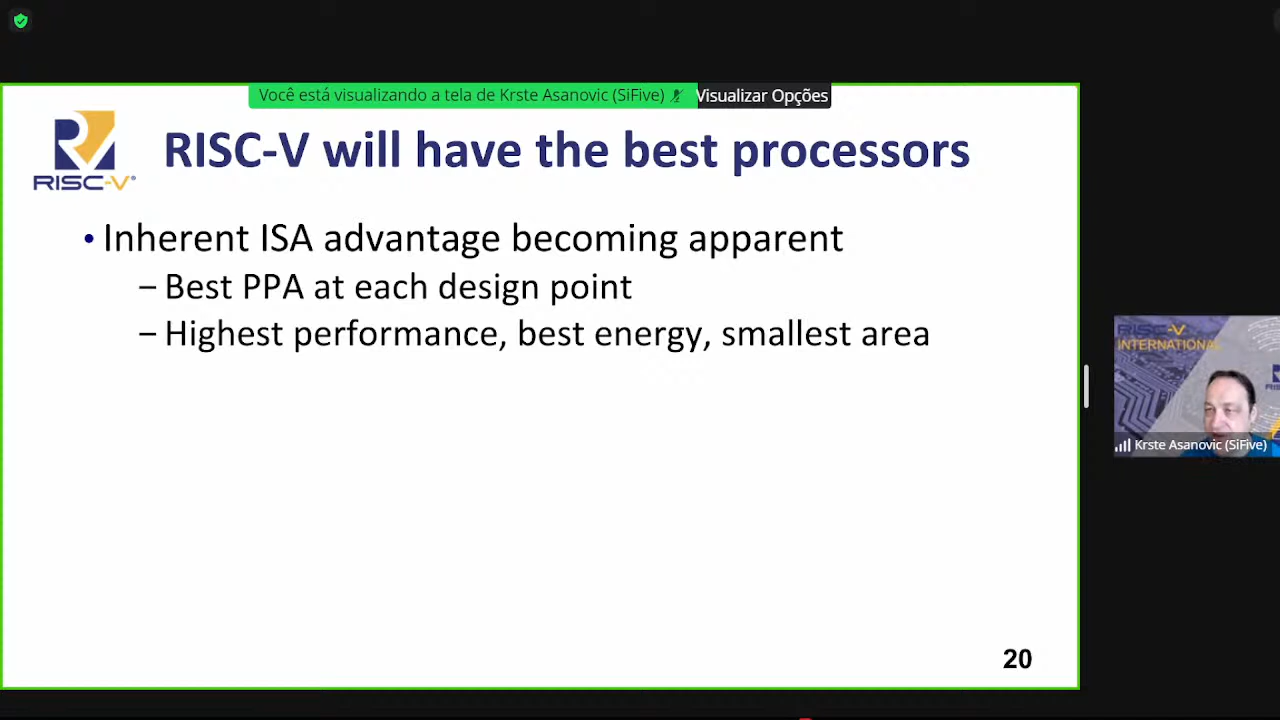 Você está visualizando a tela de Krste Asanovic (SiFive)
Visualizar Opções
RISC-V®
RISC-V will have the best processors
• Inherent ISA advantage becoming apparent
– Best PPA at each design point
– Highest performance, best energy, smallest area
20
RISC-V
INTERNATIONAL
Krste Asanovic (SiFive)